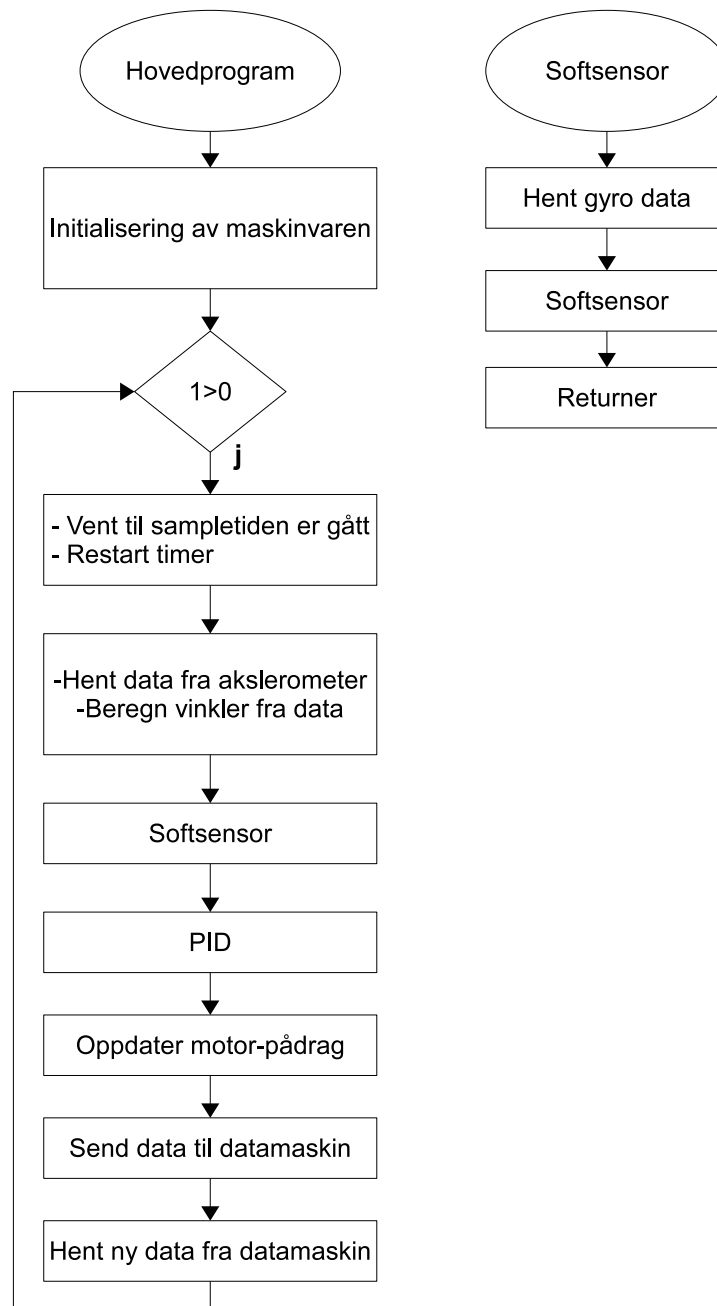 Hovedprogram
Initialisering av maskinvaren
1>0
j
- Vent til sampletiden er gått
- Restart timer
-Hent data fra akslerometer
-Beregn vinkler fra data
Softsensor
PID
Oppdater motor-pådrag
Send data til datamaskin
Hent ny data fra datamaskin
Softsensor
Hent gyro data
Softsensor
Returner